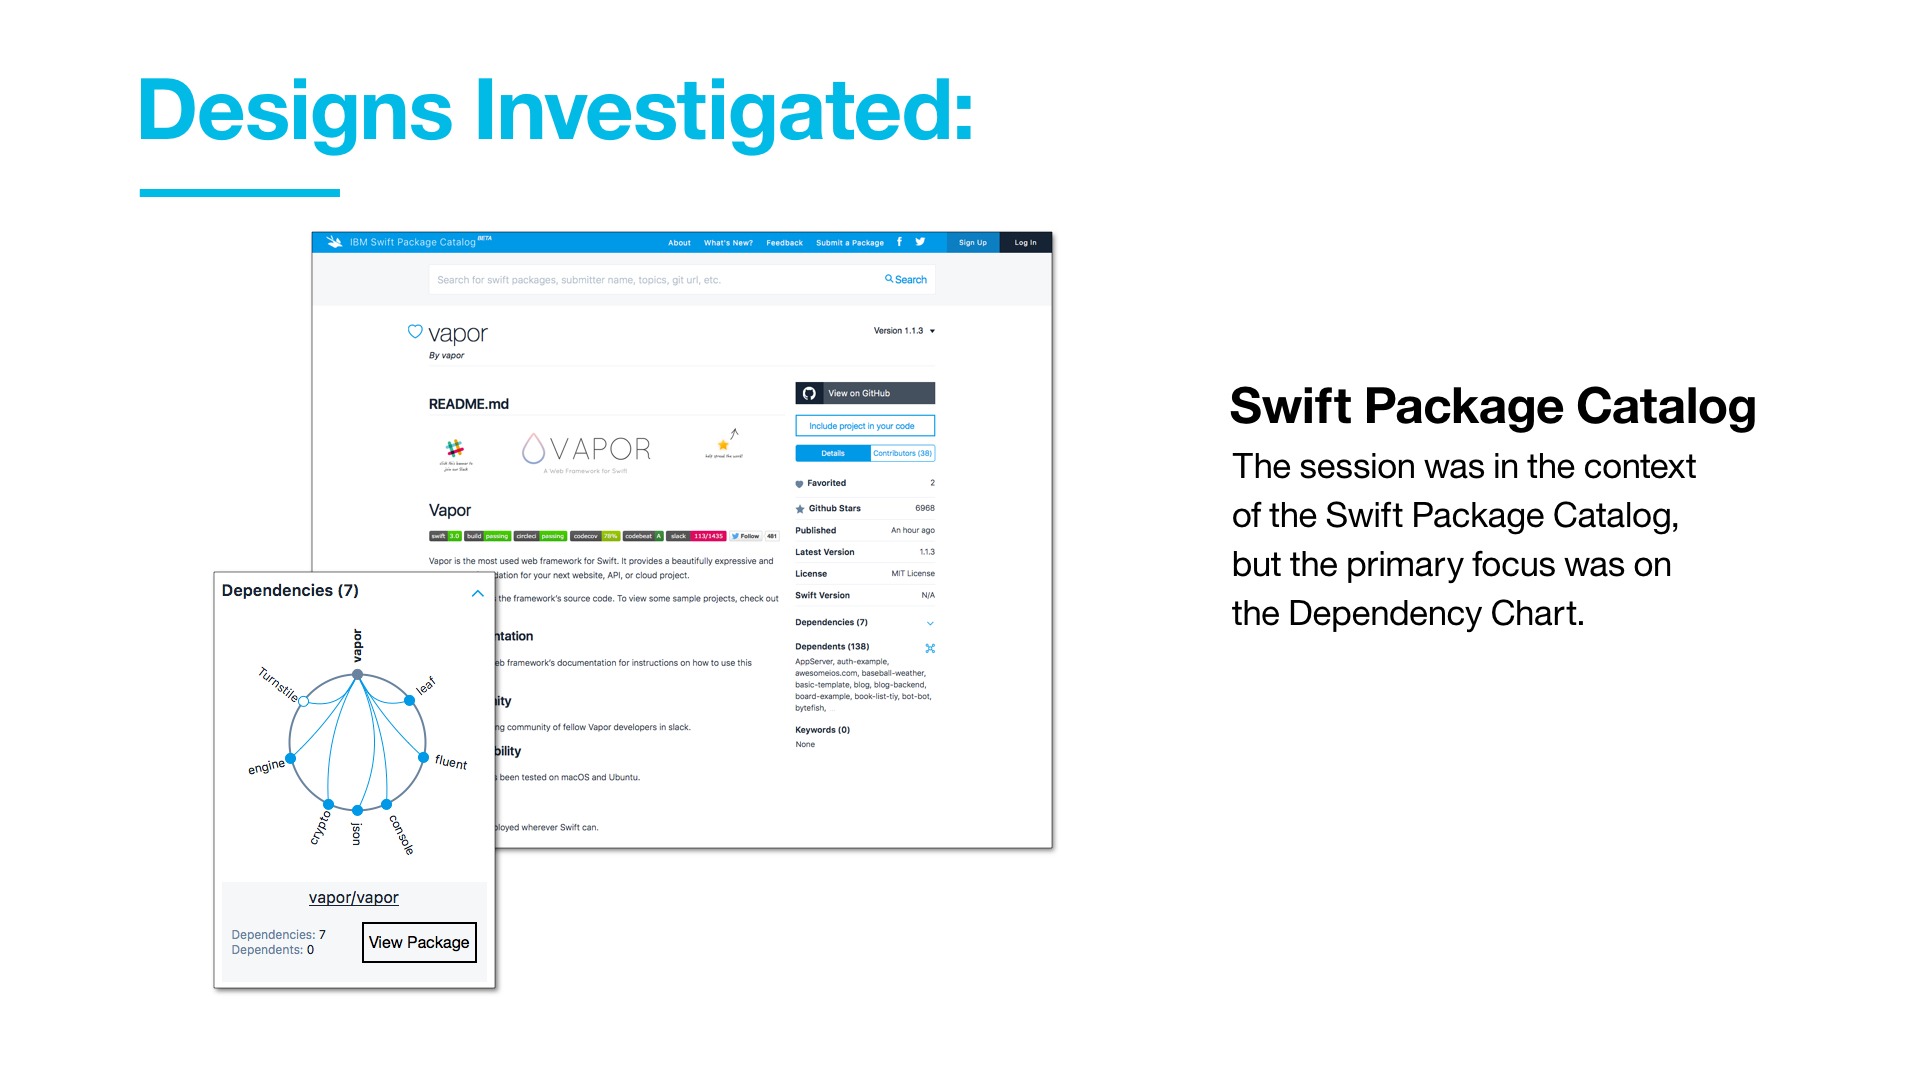 Designs Investigated:
IBM Swift Package Catalog BETA
About What's New? Feedback Submit a Package Sign Up Log In
Search for swift packages, submitter name, topics, git url, etc. Search
vapor
Version 1.1.3
By vapor
README.md
click this banner to
join our Slack
VAPOR
A Web Framework for Swift
help spread the word!
Vapor
swift 3.0 build passing circleci passing codecov 79% codebeat A slack 113/1435 Follow 481
Vapor is the most used web framework for Swift. It provides a beautifully expressive and
dation for your next website, API, or cloud project.
the framework's source code. To view some sample projects, check out
ntation
eb framework's documentation for instructions on how to use this
ity
ng community of fellow Vapor developers in slack.
bility
s been tested on macOS and Ubuntu.
ployed wherever Swift can.
View on GitHub
Include project in your code
Details Contributors (38)
Favorited 2
Github Stars 6968
Published An hour ago
Latest Version 1.1.3
License MIT License
Swift Version N/A
Dependencies (7)
Dependents (138)
AppServer, auth-example,
awesomeios.com, baseball-weather,
basic-template, blog, blog-backend,
board-example, book-list-tiy, bot-bot,
bytefish, ...
Keywords (0)
None
Dependencies (7)
vapor
Turnstile
leaf
engine
fluent
crypto
json
console
vapor/vapor
Dependencies: 7
Dependents: 0
View Package
Swift Package Catalog
The session was in the context
of the Swift Package Catalog,
but the primary focus was on
the Dependency Chart.